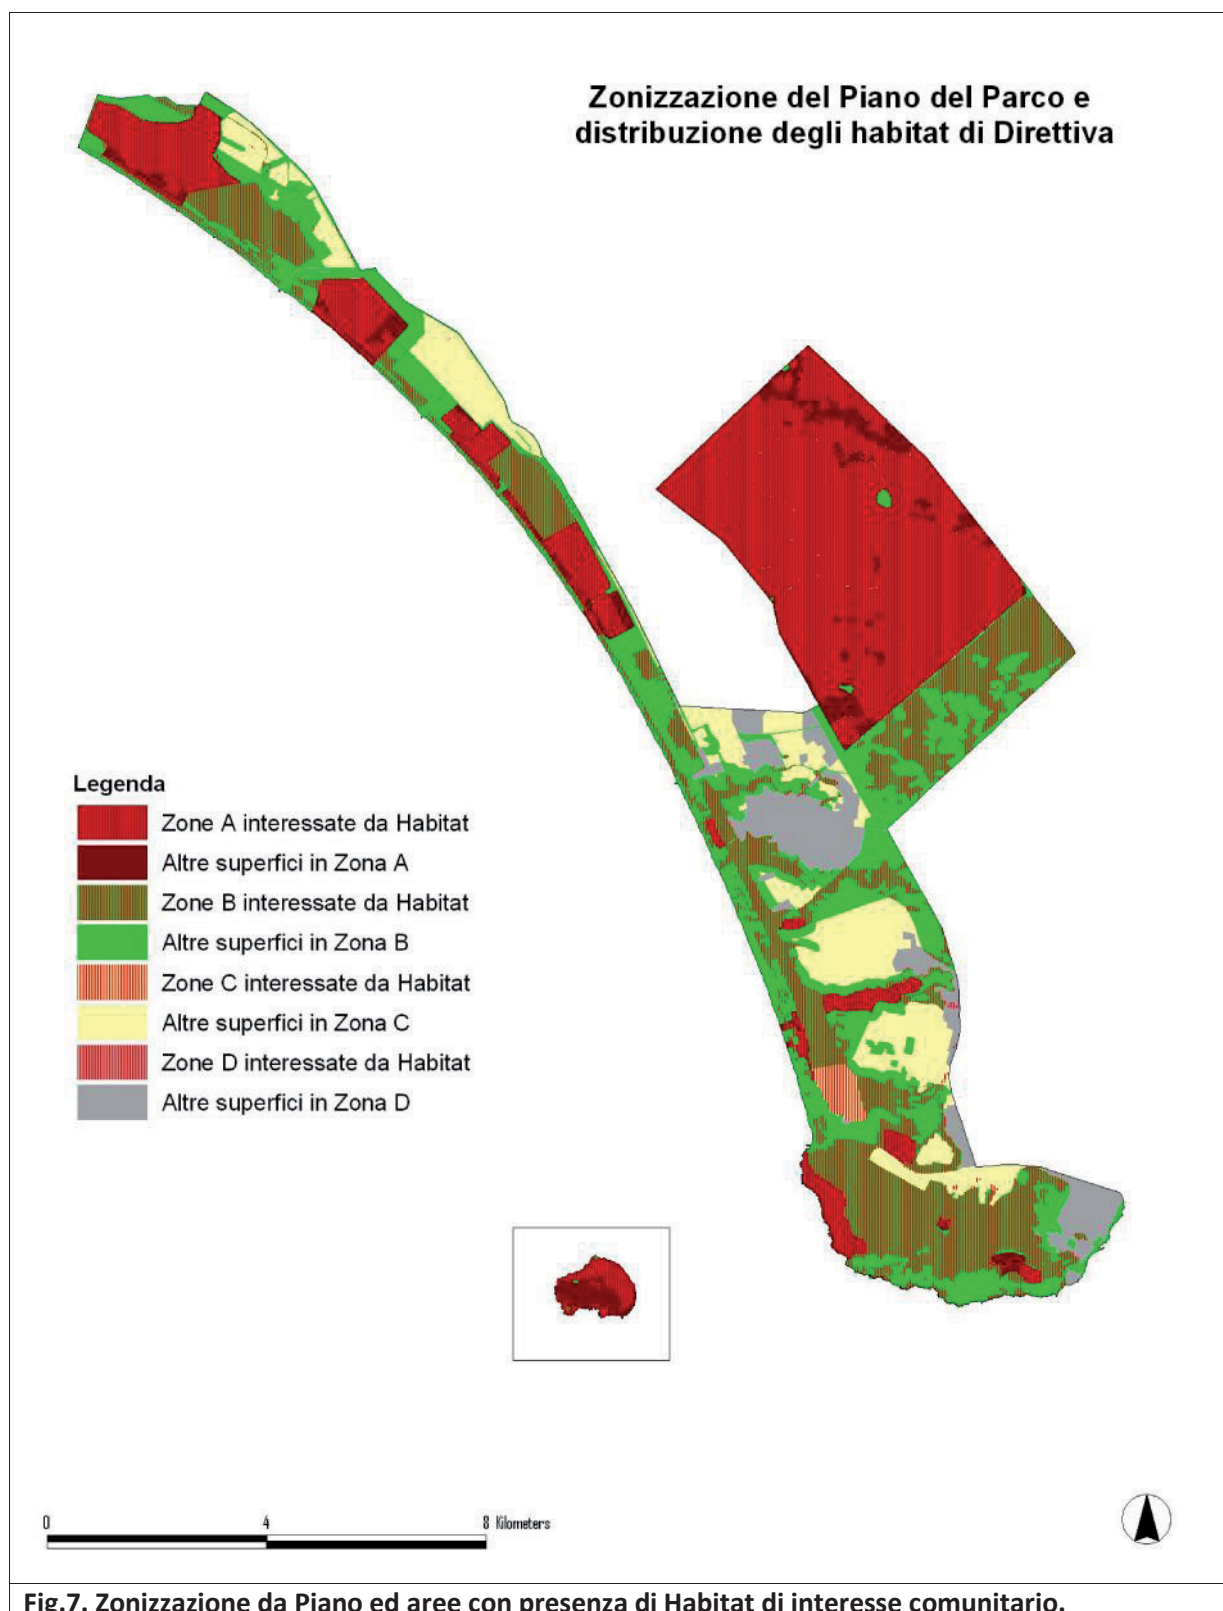 Zonizzazione del Piano del Parco e
distribuzione degli habitat di Direttiva
Legenda
Zone A interessate da Habitat
Altre superfici in Zona A
Zone B interessate da Habitat
Altre superfici in Zona B
Zone C interessate da Habitat
Altre superfici in Zona C
Zone D interessate da Habitat
Altre superfici in Zona D
0 4 8 Kilometers
Fig.7. Zonizzazione da Piano ed aree con presenza di Habitat di interesse comunitario.